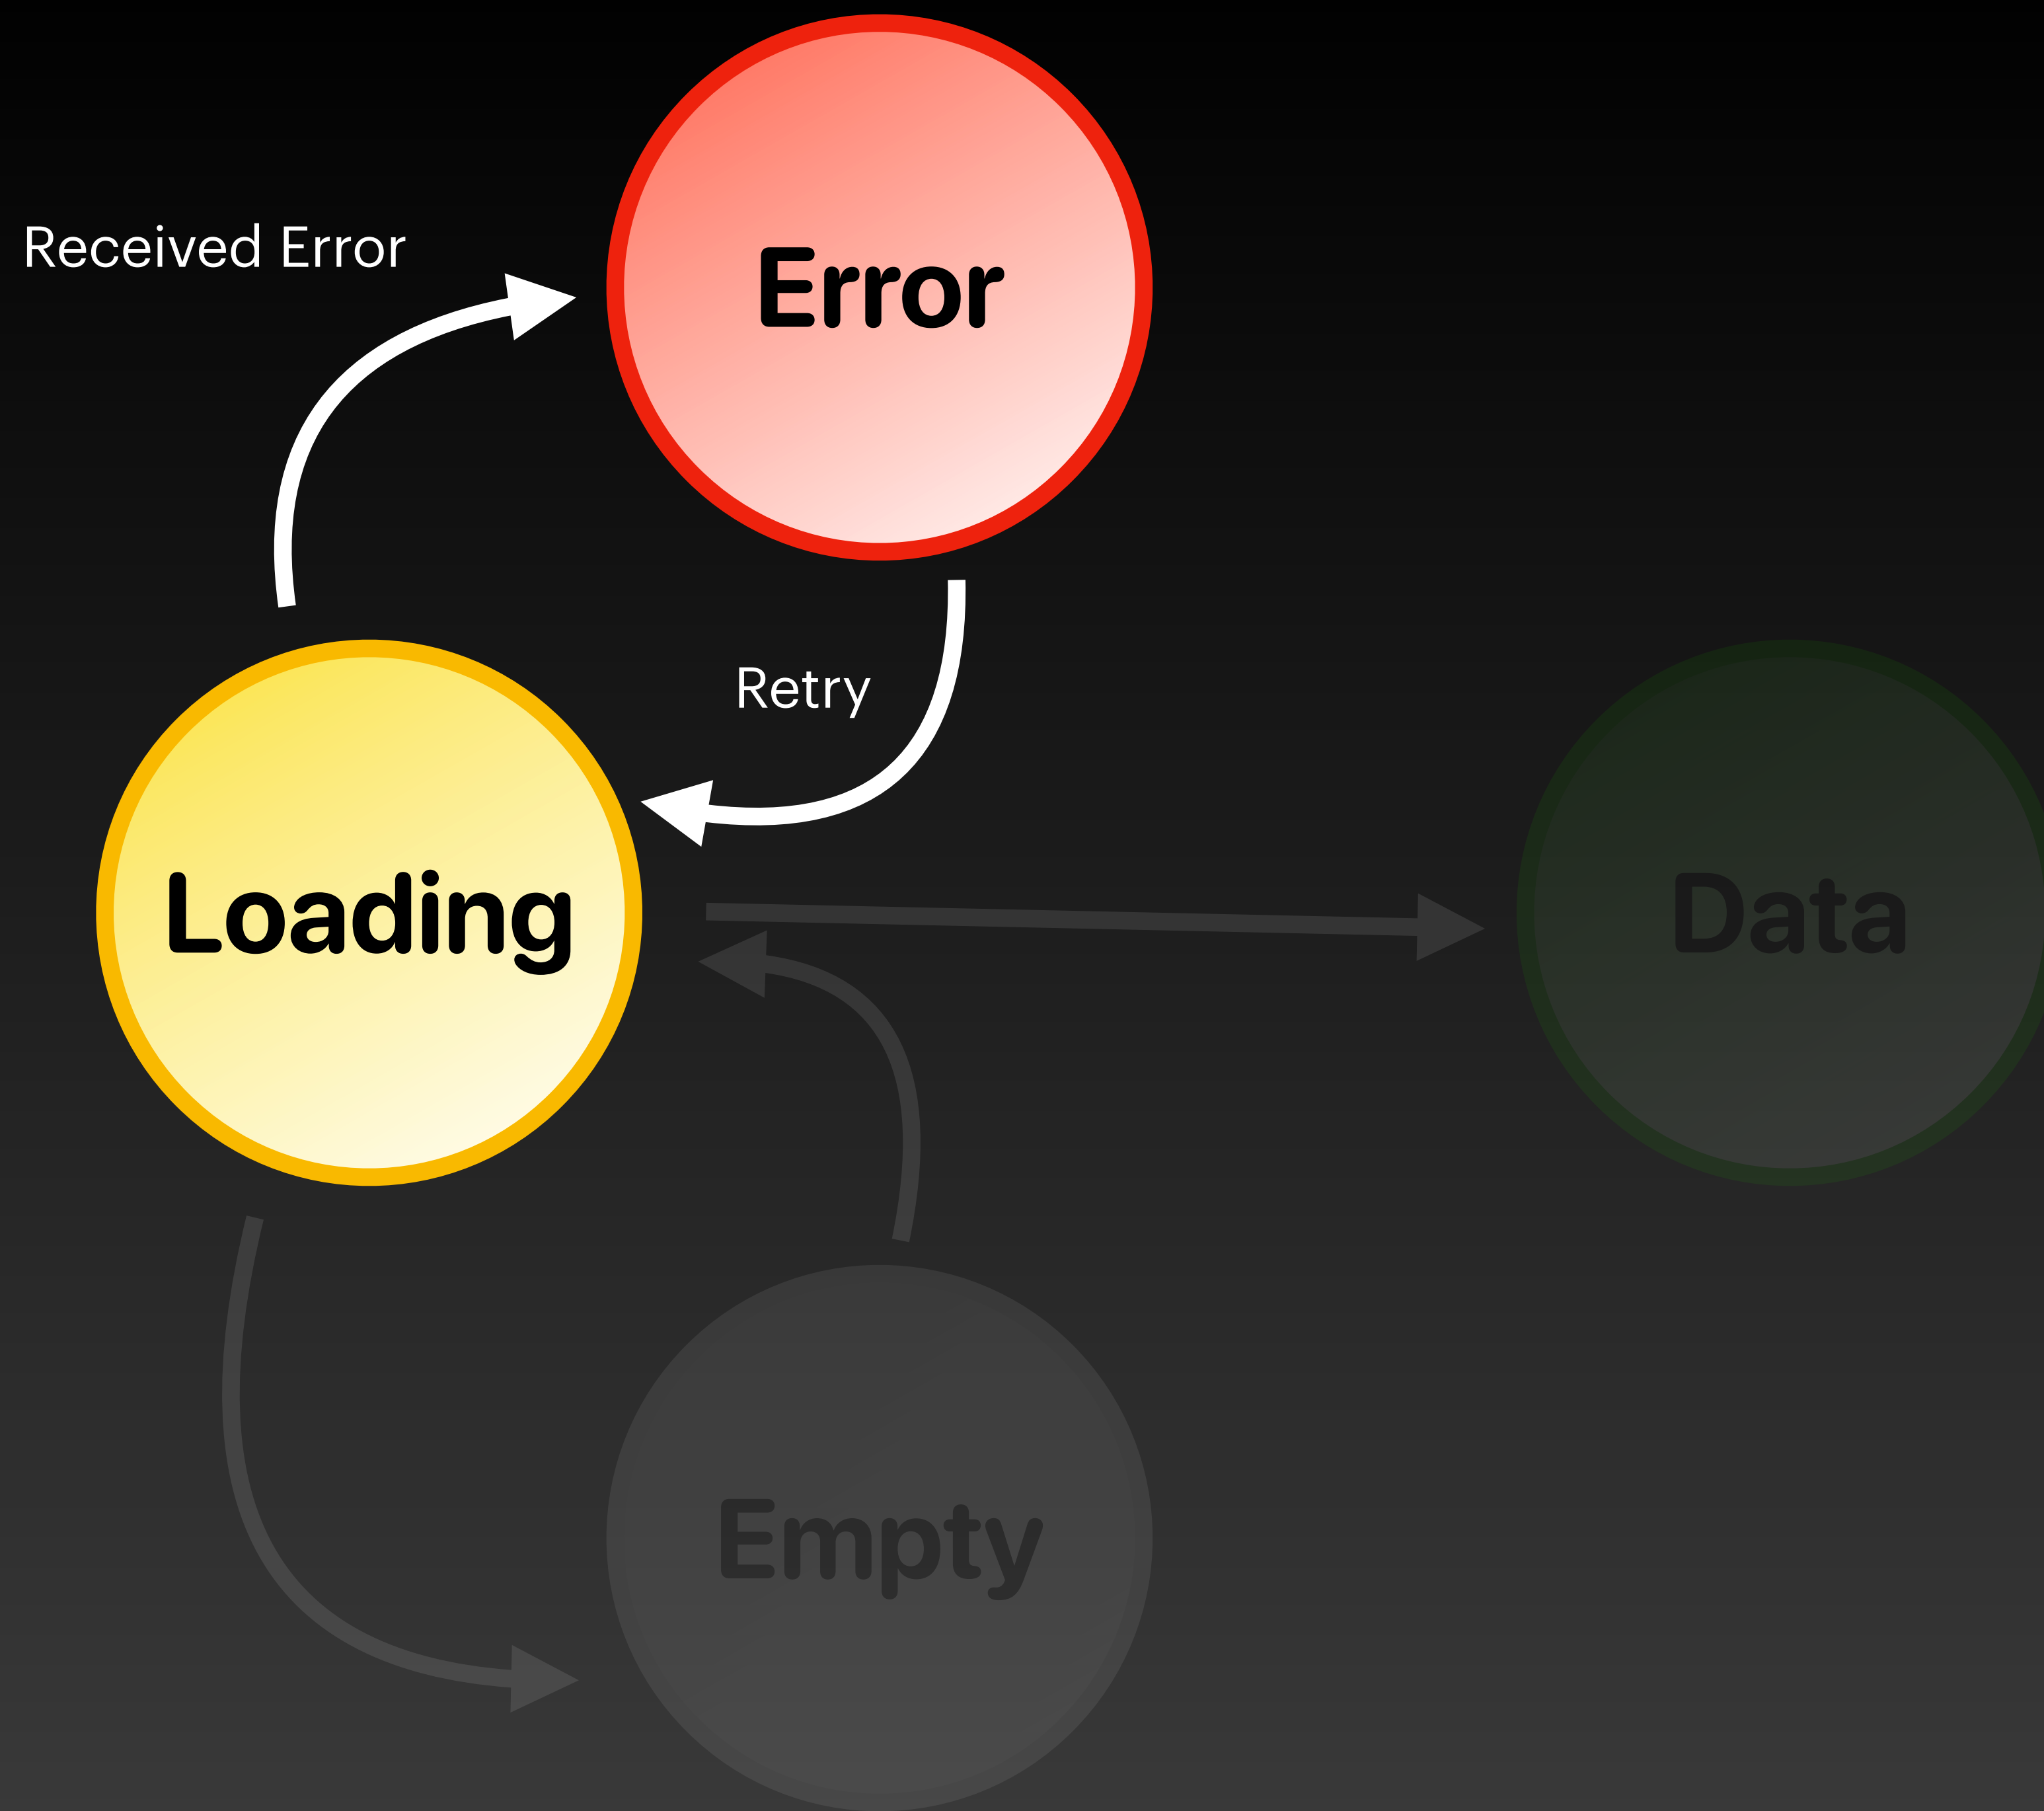 Error
Received Error
Retry
Loading
Data
Empty